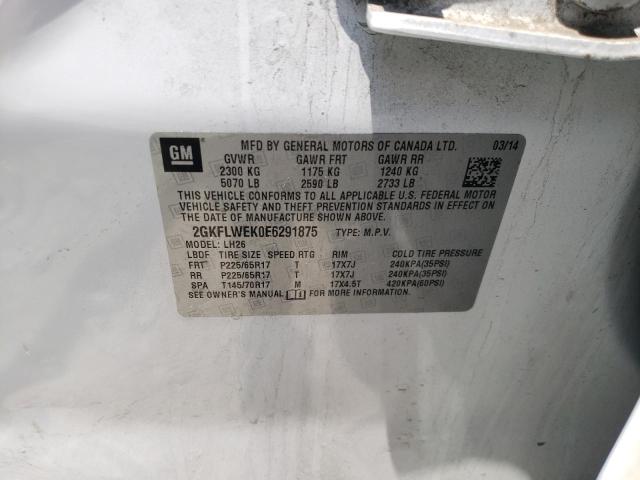 GM
MFD BY GENERAL MOTORS OF CANADA LTD. 03/14
GVWR GAWR FRT GAWR RR
2300 KG 1175 KG 1240 KG
5070 LB 2590 LB 2733 LB
THIS VEHICLE CONFORMS TO ALL APPLICABLE U.S. FEDERAL MOTOR
VEHICLE SAFETY AND THEFT PREVENTION STANDARDS IN EFFECT ON
THE DATE OF MANUFACTURE SHOWN ABOVE.
2GKFLWEK0E6291875 TYPE: M.P.V.
MODEL: LH26
LBDF TIRE SIZE SPEED RTG RIM COLD TIRE PRESSURE
FRT P225/65R17 T 17X7J 240KPA(35PSI)
RR P225/65R17 T 17X7J 240KPA(35PSI)
SPA T145/70R17 M 17X4.5T 420KPA(60PSI)
SEE OWNER'S MANUAL FOR MORE INFORMATION.